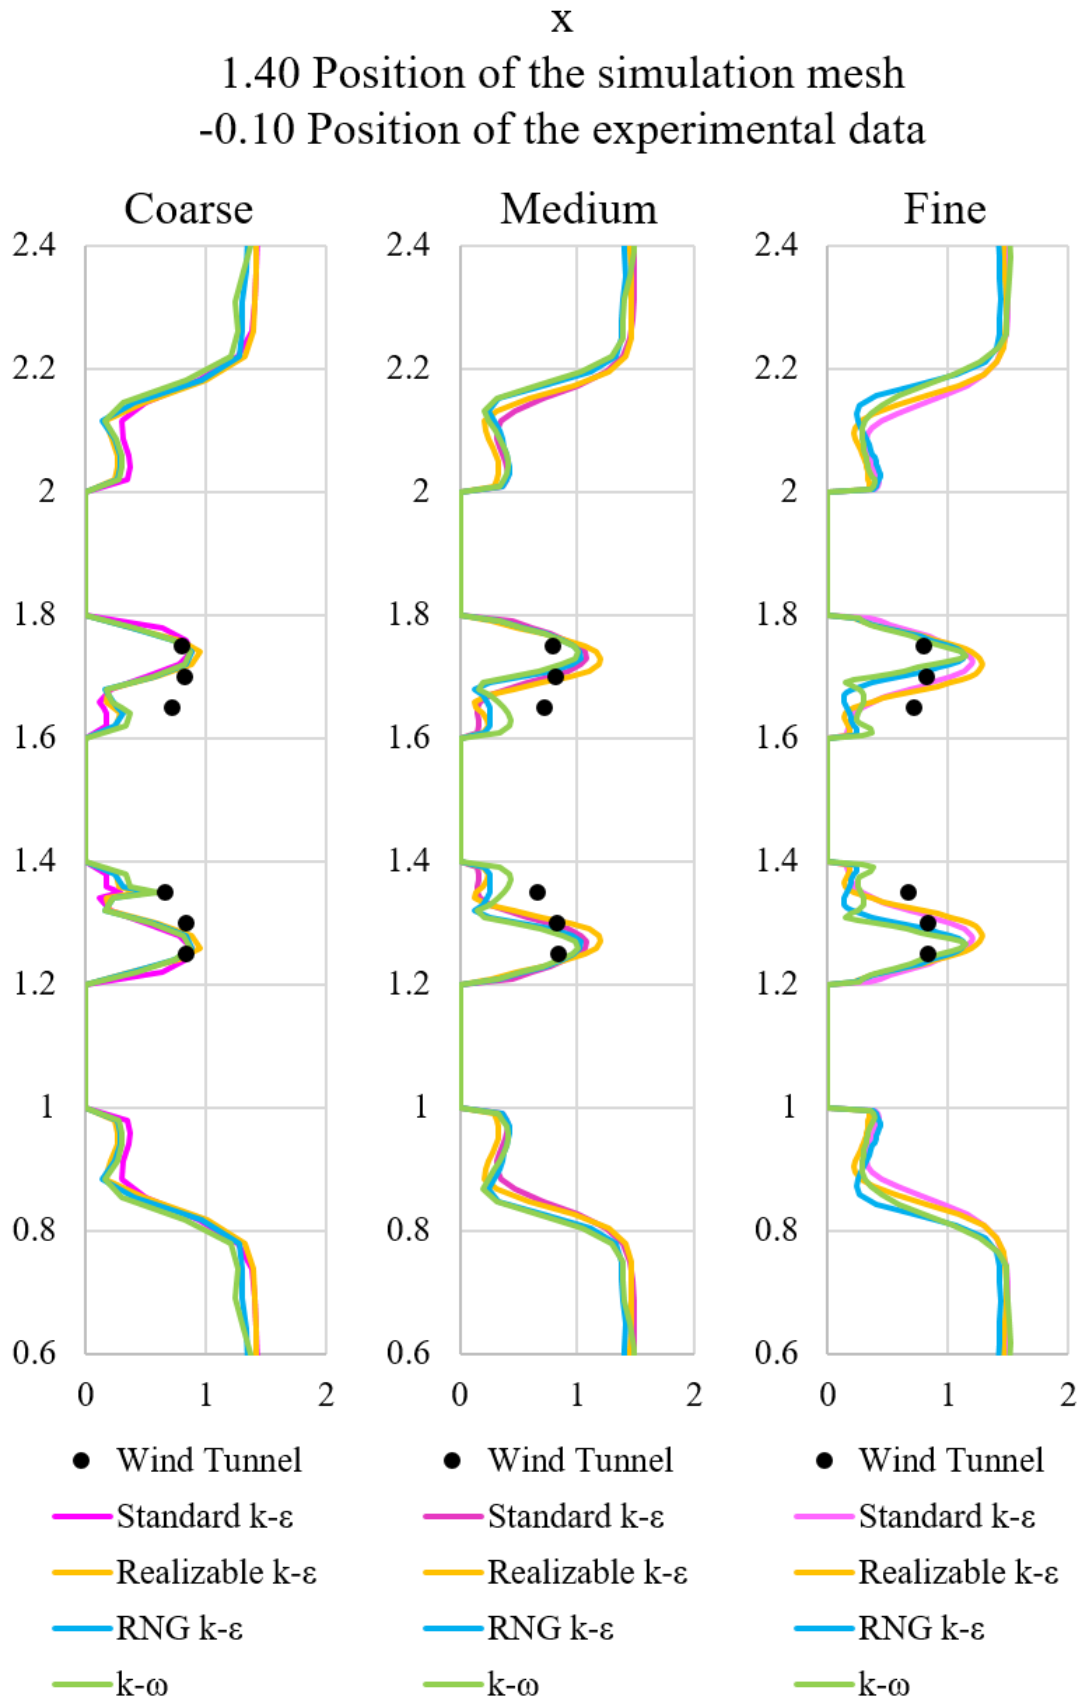 x
1.40 Position of the simulation mesh
-0.10 Position of the experimental data
Coarse Medium Fine
2.4 2.4 2.4
2.2 2.2 2.2
2 2 2
1.8 1.8 1.8
1.6 1.6 1.6
1.4 1.4 1.4
1.2 1.2 1.2
1 1 1
0.8 0.8 0.8
0.6 0.6 0.6
0 1 2 0 1 2 0 1 2
Wind Tunnel Wind Tunnel Wind Tunnel
Standard k-ε Standard k-ε Standard k-ε
Realizable k-ε Realizable k-ε Realizable k-ε
RNG k-ε RNG k-ε RNG k-ε
k-ω k-ω k-ω